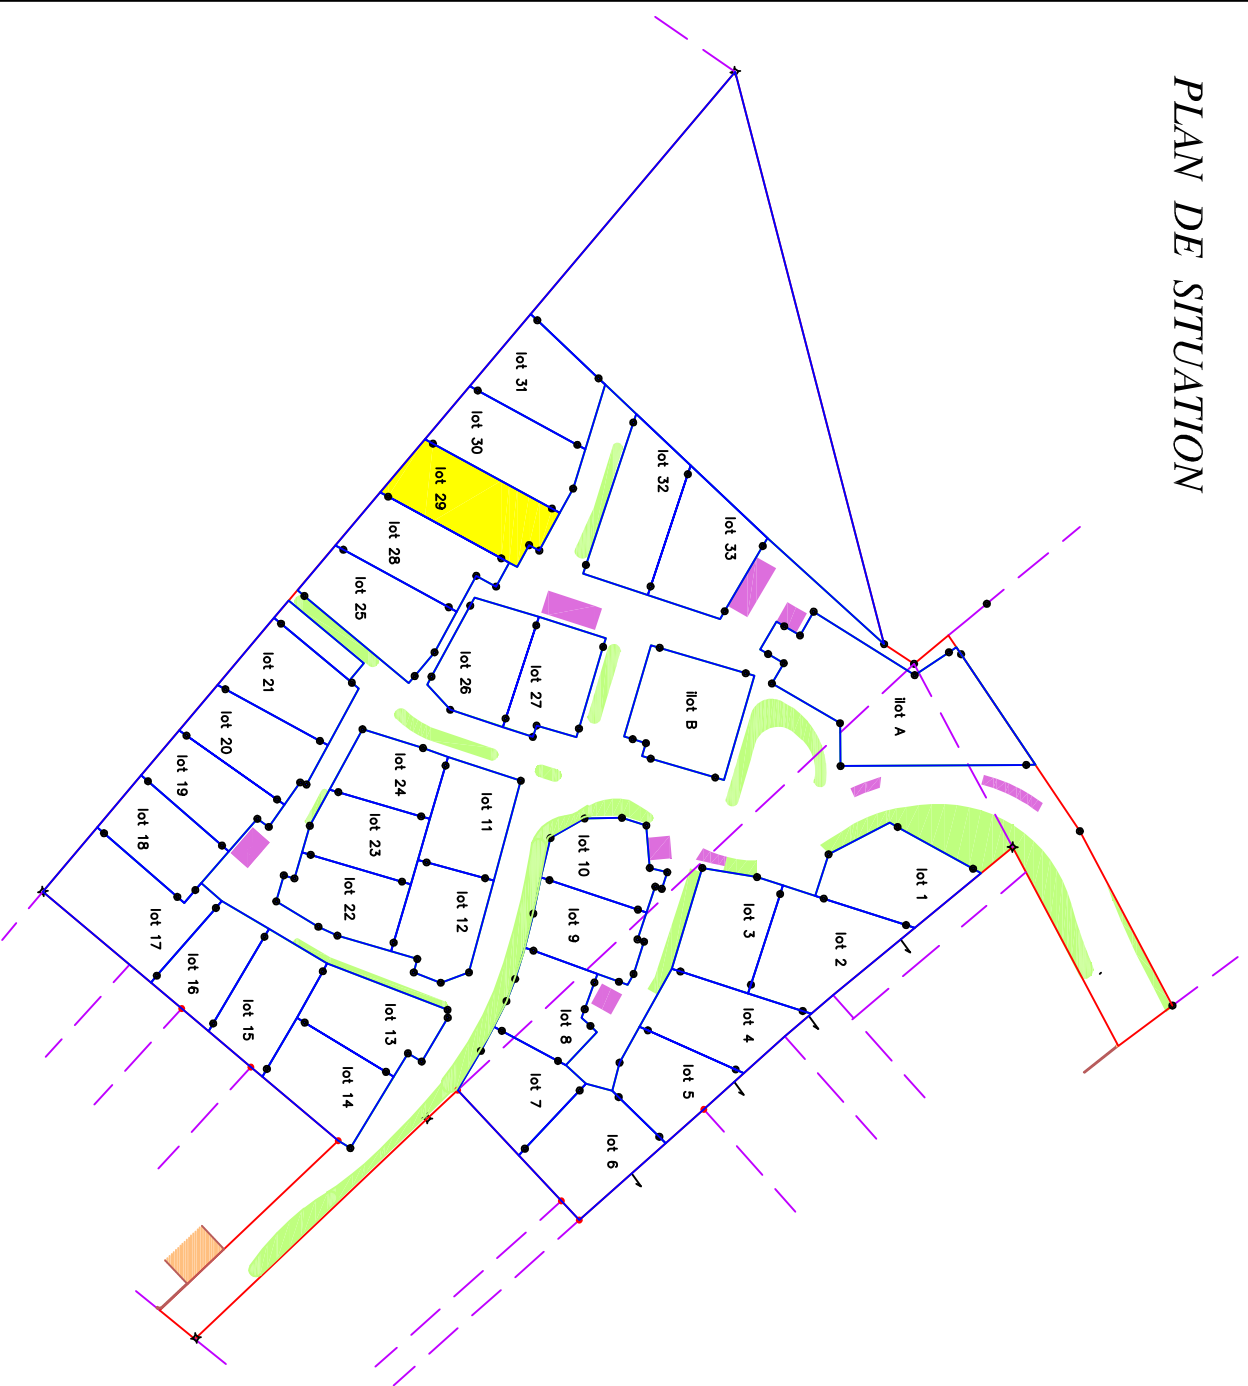 PLAN DE SITUATION
lot 1
lot 2
lot 3
lot 4
lot 5
lot 6
lot 7
lot 8
lot 9
lot 10
lot 11
lot 12
lot 13
lot 14
lot 15
lot 16
lot 17
lot 18
lot 19
lot 20
lot 21
lot 22
lot 23
lot 24
lot 25
lot 26
lot 27
lot 28
lot 29
lot 30
lot 31
lot 32
lot 33
ilot A
ilot B